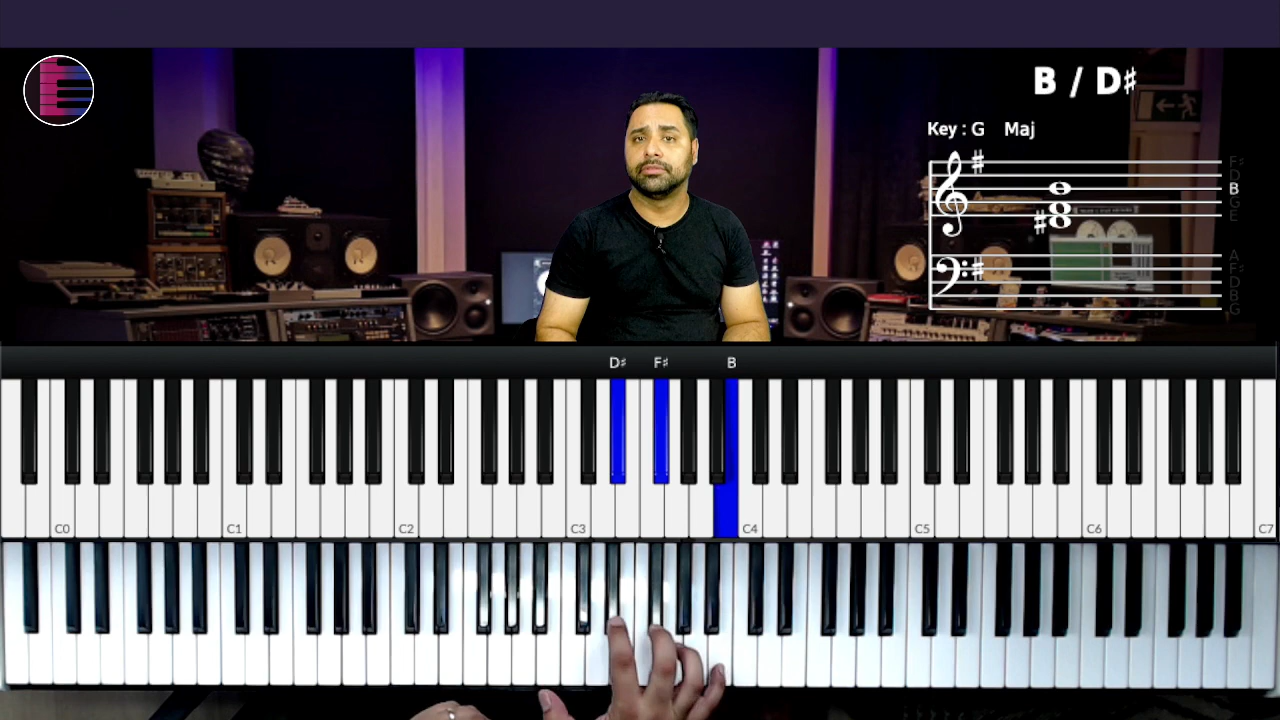 B / D♯
Key : G Maj
F♯
D
B
G
E
A
F♯
D
B
G
D♯ F♯ B
C0 C1 C2 C3 C4 C5 C6 C7